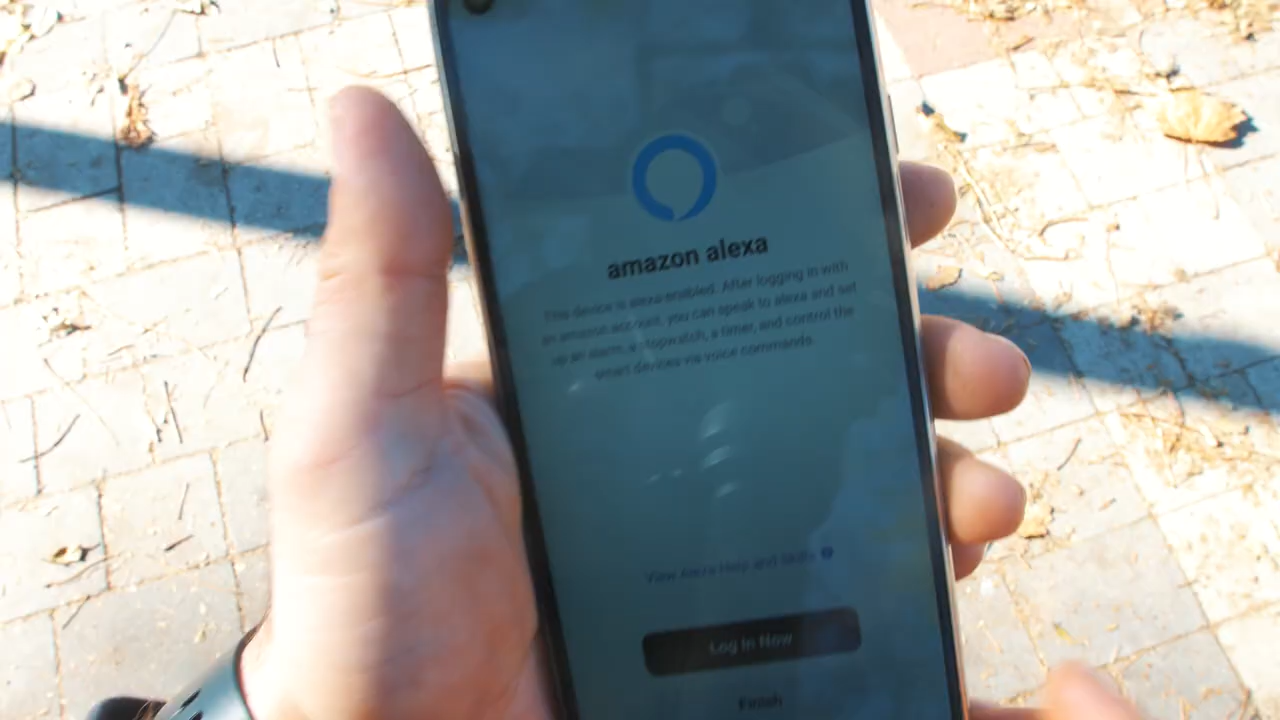 amazon alexa
This device is alexa-enabled. After logging in with
an amazon account, you can speak to alexa and set
up an alarm, a stopwatch, a timer, and control the
smart devices via voice commands.
View Alexa Help and Skills
Log In Now
Finish